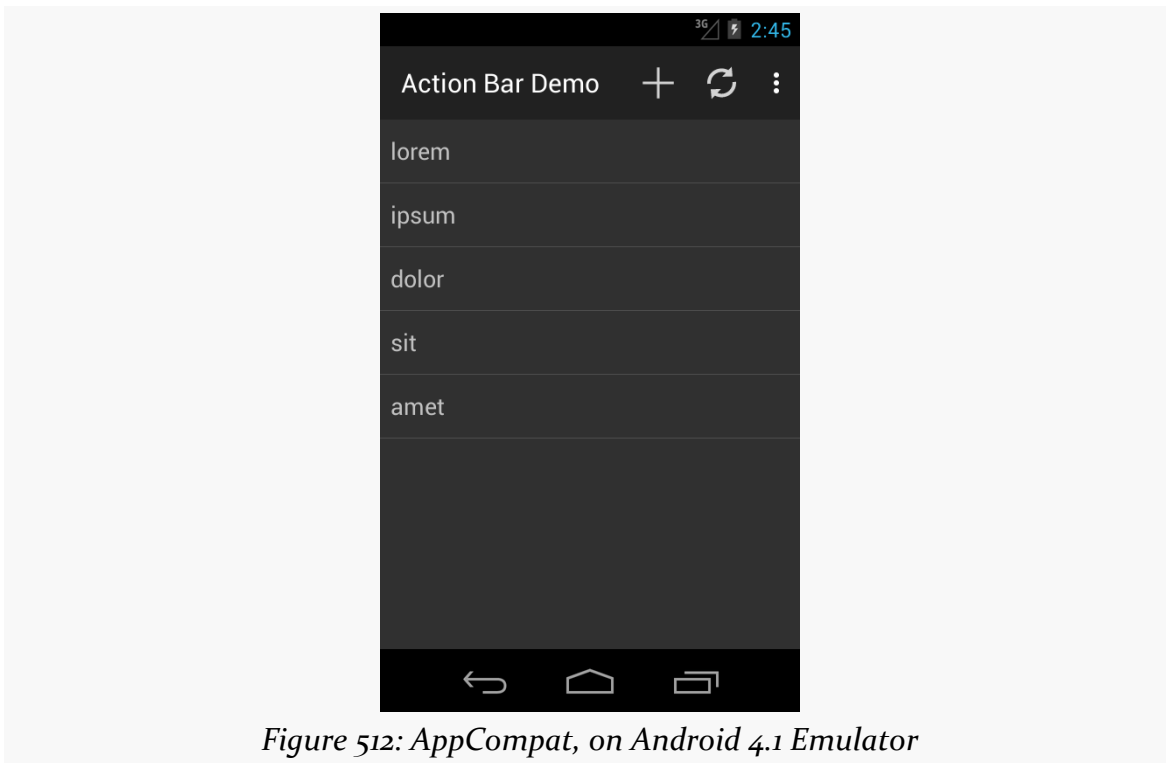 3G 2:45
Action Bar Demo
lorem
ipsum
dolor
sit
amet
Figure 512: AppCompat, on Android 4.1 Emulator